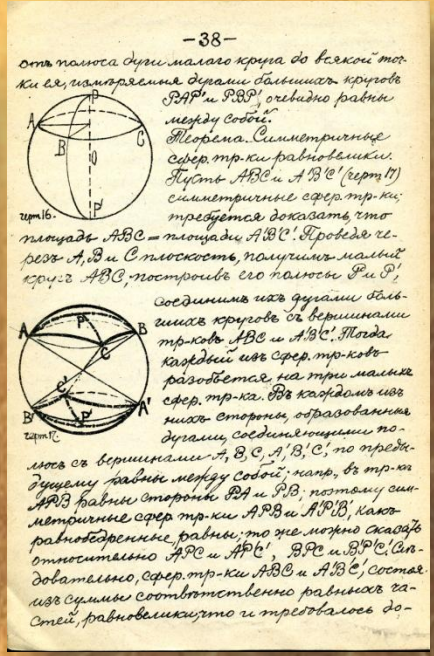 —38—
отъ полюса дуги малаго круга до всякой точ-
ки ея, измѣряемыя дугами большихъ круговъ
РАР' и РВР', очевидно равны
между собой.
Теорема. Симметричные
сфер. тр-ки равновелики.
Пусть АВС и А'В'С' (черт 17)
симметричные сфер. тр-ки;
требуется доказать, что
P
A
B
C
O
P'
черт 16.
площадь АВС = площади А'В'С'. Проведя че-
резъ А, В и С плоскость, получимъ малый
кругъ АВС; построивъ его полюсы Р и Р',
соединимъ ихъ дугами боль-
шихъ круговъ съ вершинами
тр-ковъ АВС и А'В'С'. Тогда
каждый изъ сфер. тр-ковъ
разобьется на три малыхъ
сфер. тр-ка. Въ каждомъ изъ
нихъ стороны, образованныя
дугами, соединяющими по-
A
P
B
C
C'
B'
P'
A'
черт 17.
люсъ съ вершинами А, В, С, А', В', С', по преды-
дущему равны между собой; напр., въ тр-кѣ
АРВ равны стороны РА и РВ; поэтому сим-
метричные сфер тр-ки АРВ и А'Р'В', какъ
равнобедренные, равны; то же можно сказать
относительно АРС и А'Р'С', ВРС и В'Р'С'. Слѣ-
довательно, сфер. тр-ки АВС и А'В'С', состоя
изъ суммы соотвѣтственно равныхъ ча-
стей, равновелики, что и требовалось до-